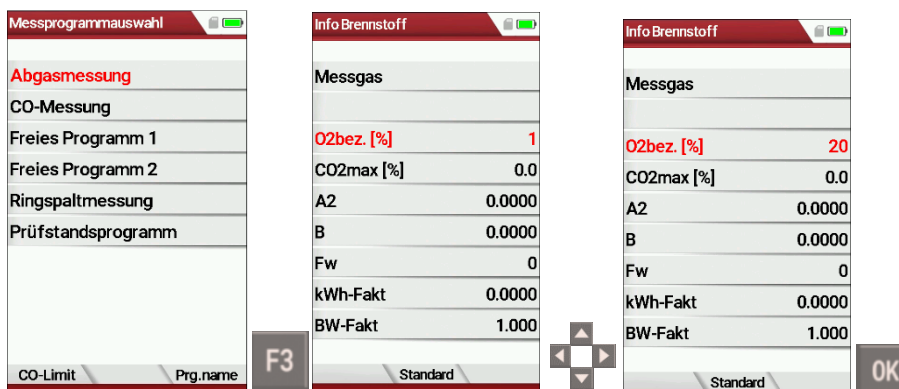 Messprogrammauswahl
Abgasmessung
CO-Messung
Freies Programm 1
Freies Programm 2
Ringspaltmessung
Prüfstandsprogramm
CO-Limit Prg.name
F3
Info Brennstoff
Messgas
O2bez. [%] 1
CO2max [%] 0.0
A2 0.0000
B 0.0000
Fw 0
kWh-Fakt 0.0000
BW-Fakt 1.000
Standard
Info Brennstoff
Messgas
O2bez. [%] 20
CO2max [%] 0.0
A2 0.0000
B 0.0000
Fw 0
kWh-Fakt 0.0000
BW-Fakt 1.000
Standard
OK